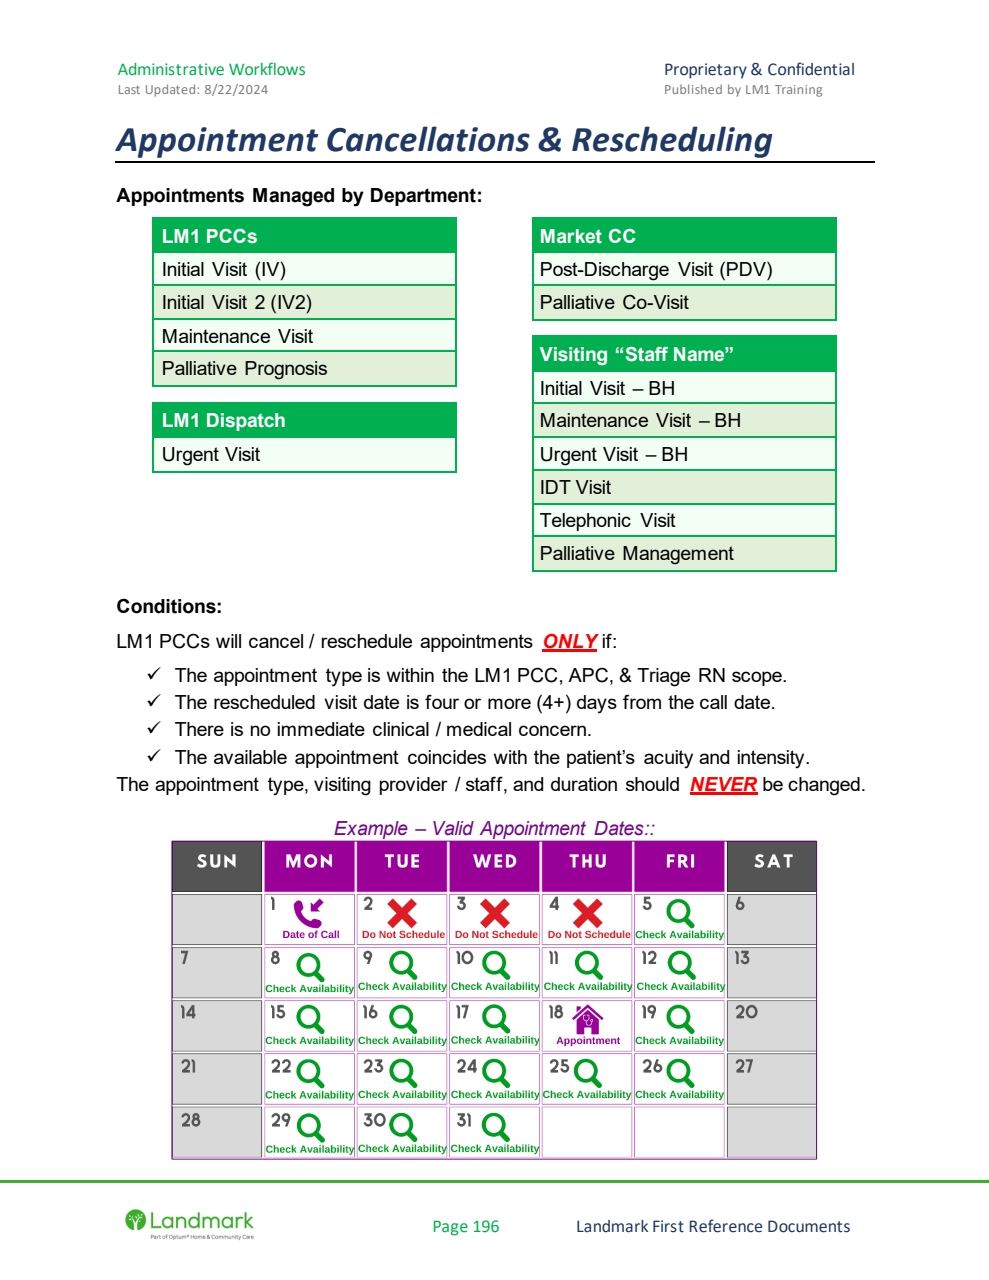 Administrative Workflows
Proprietary & Confidential
Last Updated: 8/22/2024
Published by LM1 Training
Appointment Cancellations & Rescheduling
Appointments Managed by Department:
LM1 PCCs
Initial Visit (IV)
Initial Visit 2 (IV2)
Maintenance Visit
Palliative Prognosis
LM1 Dispatch
Urgent Visit
Market CC
Post-Discharge Visit (PDV)
Palliative Co-Visit
Visiting “Staff Name”
Initial Visit – BH
Maintenance Visit – BH
Urgent Visit – BH
IDT Visit
Telephonic Visit
Palliative Management
Conditions:
LM1 PCCs will cancel / reschedule appointments ONLY if:
✓ The appointment type is within the LM1 PCC, APC, & Triage RN scope.
✓ The rescheduled visit date is four or more (4+) days from the call date.
✓ There is no immediate clinical / medical concern.
✓ The available appointment coincides with the patient’s acuity and intensity.
The appointment type, visiting provider / staff, and duration should NEVER be changed.
Example – Valid Appointment Dates::
SUN MON TUE WED THU FRI SAT
1 2 3 4 5 6
Date of Call Do Not Schedule Do Not Schedule Do Not Schedule Check Availability
7 8 9 10 11 12 13
Check Availability Check Availability Check Availability Check Availability Check Availability
14 15 16 17 18 19 20
Check Availability Check Availability Check Availability Appointment Check Availability
21 22 23 24 25 26 27
Check Availability Check Availability Check Availability Check Availability Check Availability
28 29 30 31
Check Availability Check Availability Check Availability
Landmark
Part of Optum® Home & Community Care
Page 196
Landmark First Reference Documents